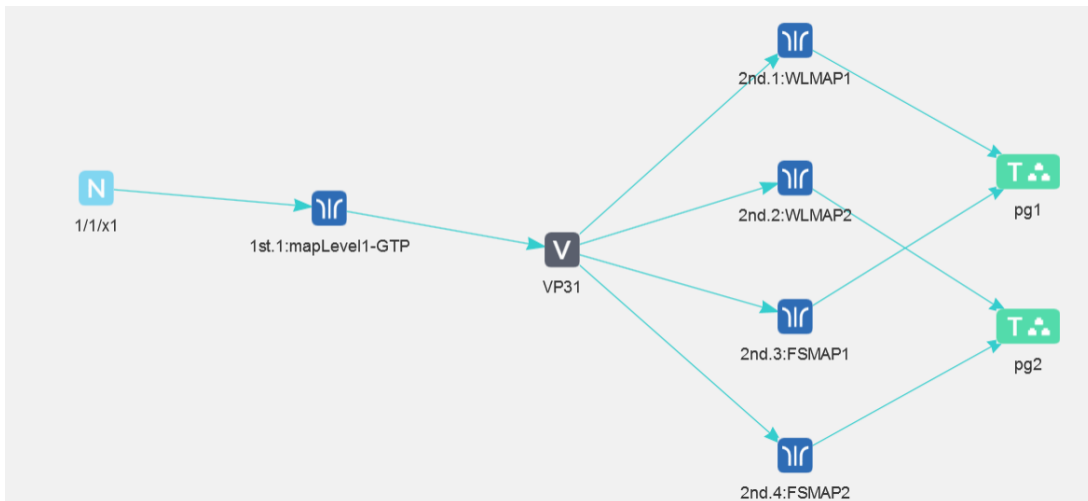 N
1/1/x1
1st.1:mapLevel1-GTP
V
VP31
2nd.1:WLMAP1
2nd.2:WLMAP2
2nd.3:FSMAP1
2nd.4:FSMAP2
T
pg1
T
pg2